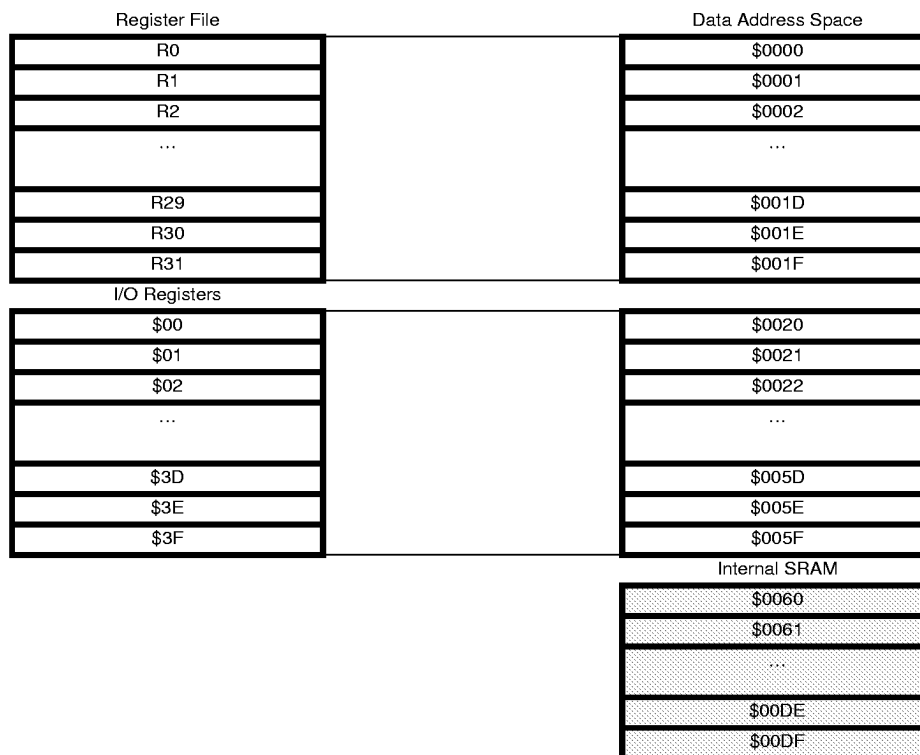 Register File Data Address Space
R0 $0000
R1 $0001
R2 $0002
... ...
R29 $001D
R30 $001E
R31 $001F
I/O Registers
$00 $0020
$01 $0021
$02 $0022
... ...
$3D $005D
$3E $005E
$3F $005F
Internal SRAM
$0060
$0061
...
$00DE
$00DF